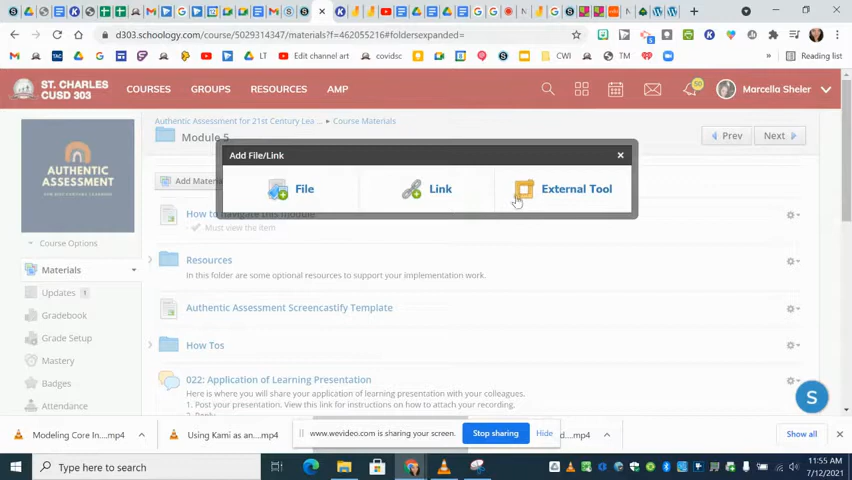 d303.schoology.com/course/5029314347/materials?f=462055216#foldersexpanded=
TAC
Edit channel art
covidsc
CWI
TM
Reading list
ST. CHARLES
CUSD 303
COURSES
GROUPS
RESOURCES
AMP
Marcella Sheler
Authentic Assessment for 21st Century Lea ...
Course Materials
Module 5
Prev
Next
Add File/Link
File
Link
External Tool
AUTHENTIC
ASSESSMENT
Add Materials
How to navigate this module
Must view the item
Course Options
Materials
Updates 1
Gradebook
Grade Setup
Mastery
Badges
Attendance
Resources
In this folder are some optional resources to support your implementation work.
Authentic Assessment Screencastify Template
How Tos
022: Application of Learning Presentation
Here is where you will share your application of learning presentation with your colleagues.
1. Post your presentation. View this link for instructions on how to attach your recording.
2. Reply
S
Modeling Core In....mp4
Using Kami as an....mp4
www.wevideo.com is sharing your screen.
Stop sharing
Hide
d....mp4
Show all
Type here to search
11:55 AM
7/12/2021